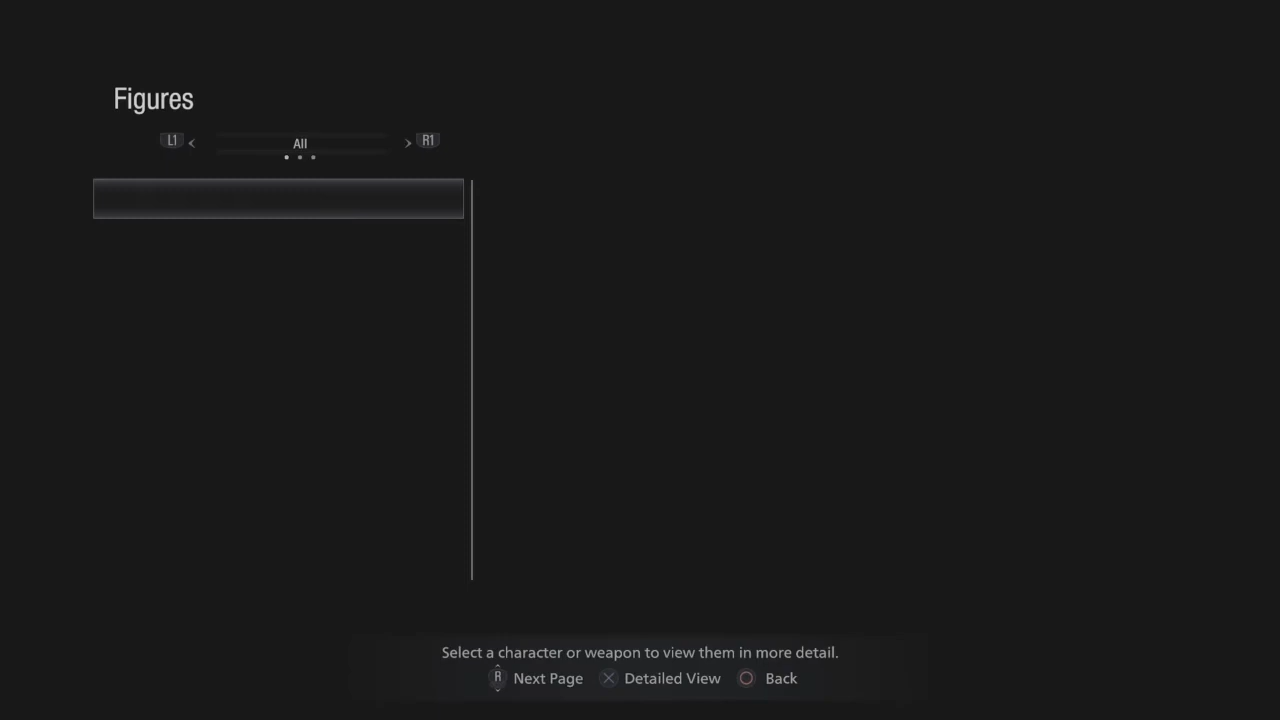 Figures
L1 < All > R1
Select a character or weapon to view them in more detail.
R Next Page Detailed View Back